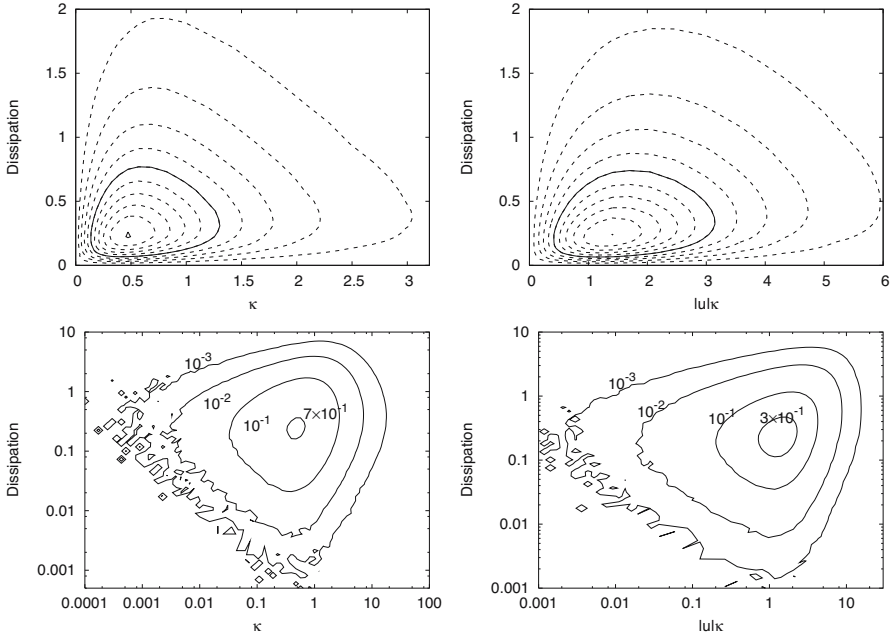 2
1.5
1
0.5
0
Dissipation
0 0.5 1 1.5 2 2.5 3
κ
2
1.5
1
0.5
0
Dissipation
0 1 2 3 4 5 6
|u|κ
10
1
0.1
0.01
0.001
Dissipation
10⁻³
10⁻²
10⁻¹
7×10⁻¹
0.0001 0.001 0.01 0.1 1 10 100
κ
10
1
0.1
0.01
0.001
Dissipation
10⁻³
10⁻²
10⁻¹
3×10⁻¹
0.001 0.01 0.1 1 10
|u|κ